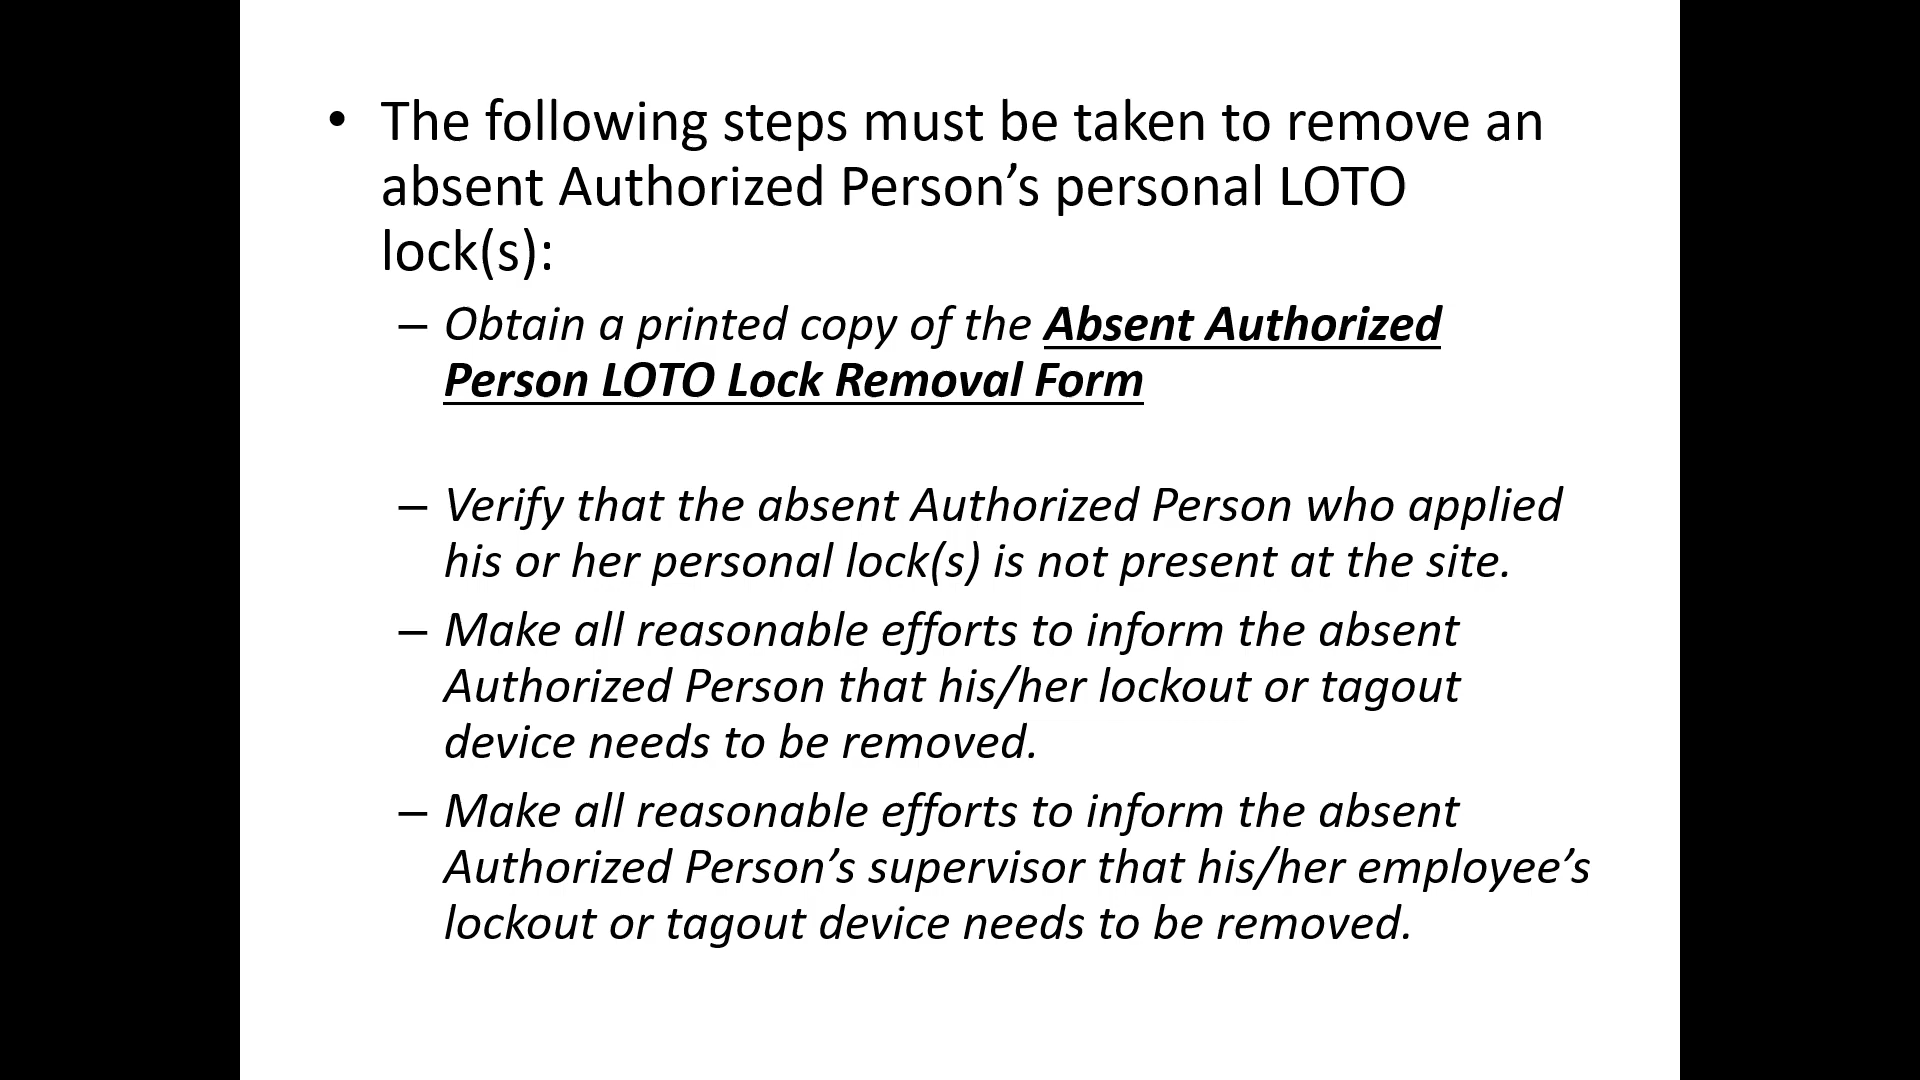 • The following steps must be taken to remove an
absent Authorized Person’s personal LOTO
lock(s):
– Obtain a printed copy of the Absent Authorized
Person LOTO Lock Removal Form
– Verify that the absent Authorized Person who applied
his or her personal lock(s) is not present at the site.
– Make all reasonable efforts to inform the absent
Authorized Person that his/her lockout or tagout
device needs to be removed.
– Make all reasonable efforts to inform the absent
Authorized Person’s supervisor that his/her employee’s
lockout or tagout device needs to be removed.